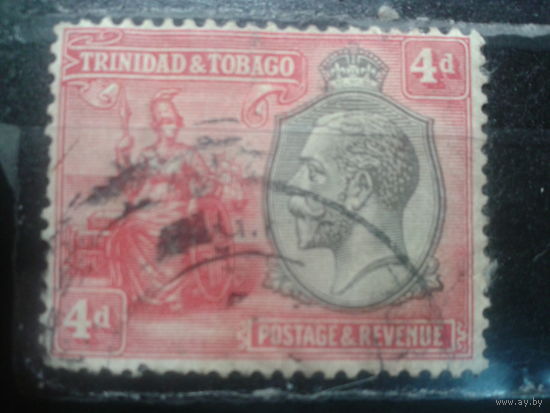 TRINIDAD & TOBAGO
4d
4d
POSTAGE & REVENUE
www.ay.by